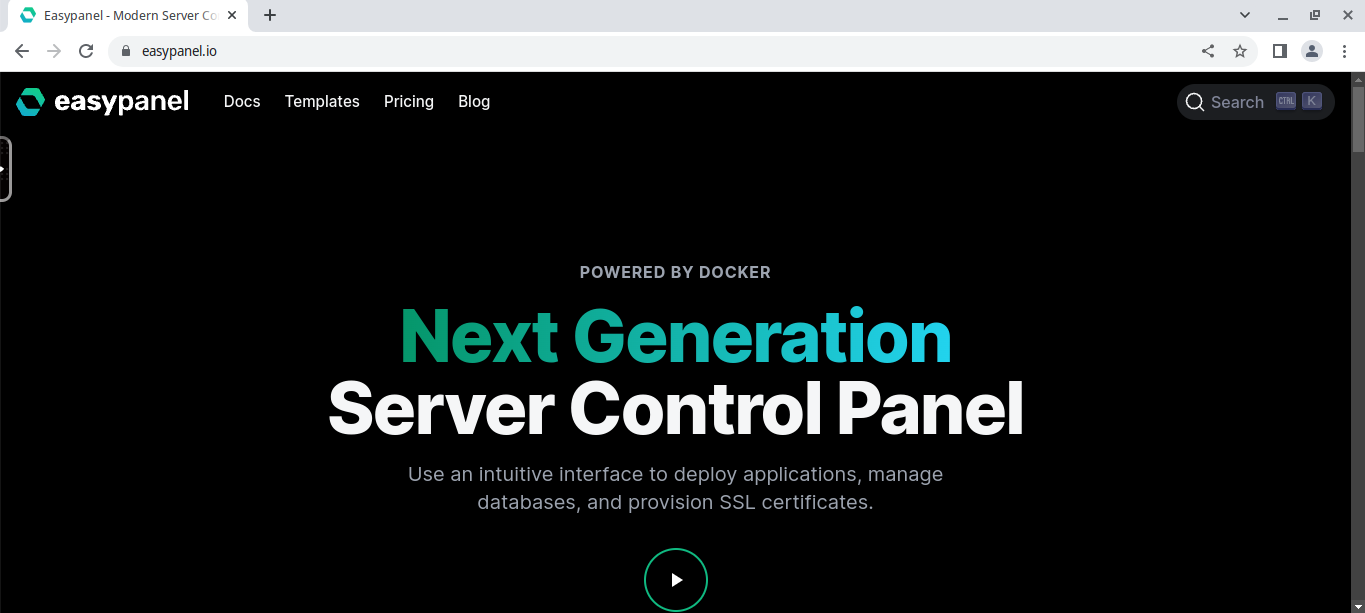 Easypanel - Modern Server Co
easypanel.io
easypanel Docs Templates Pricing Blog Search CTRL K
POWERED BY DOCKER
Next Generation
Server Control Panel
Use an intuitive interface to deploy applications, manage
databases, and provision SSL certificates.